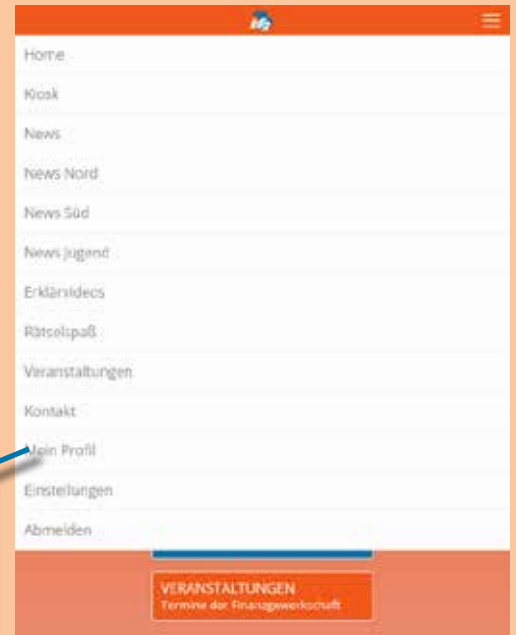 bfg
Home
Kiosk
News
News Nord
News Süd
News Jugend
Erklärvideos
Rätselspaß
Veranstaltungen
Kontakt
Mein Profil
Einstellungen
Abmelden
VERANSTALTUNGEN
Termine der Finanzgewerkschaft